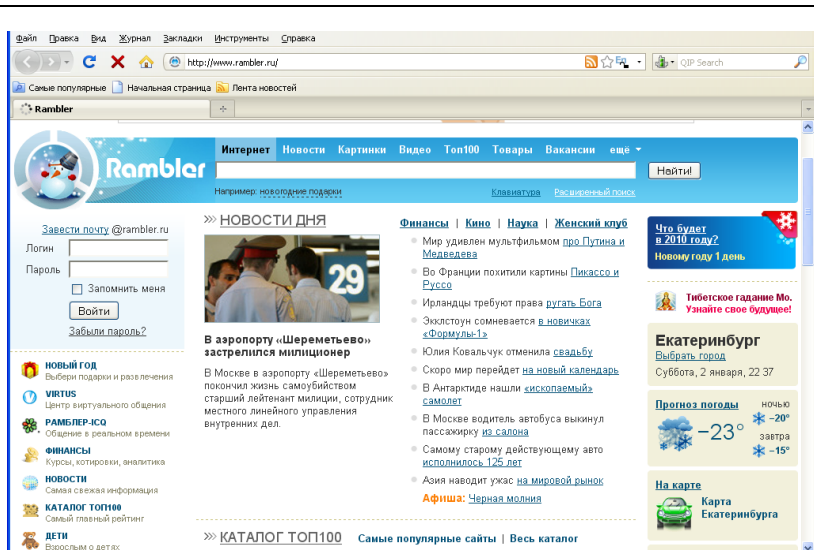 Файл Правка Вид Журнал Закладки Инструменты Справка
http://www.rambler.ru/
QIP Search
Самые популярные Начальная страница Лента новостей
Rambler
Интернет Новости Картинки Видео Топ100 Товары Вакансии ещё
Rambler
Найти!
Например: новогодние подарки Клавиатура Расширенный поиск
Завести почту @rambler.ru
Логин
Пароль
Запомнить меня
Войти
Забыли пароль?
НОВЫЙ ГОД
Выбери подарки и развлечения
VIRTUS
Центр виртуального общения
РАМБЛЕР-ICQ
Общение в реальном времени
ФИНАНСЫ
Курсы, котировки, аналитика
НОВОСТИ
Самая свежая информация
КАТАЛОГ ТОП100
Самый главный рейтинг
ДЕТИ
Взрослым о детях
НОВОСТИ ДНЯ
29
В аэропорту «Шереметьево»
застрелился милиционер
В Москве в аэропорту «Шереметьево»
покончил жизнь самоубийством
старший лейтенант милиции, сотрудник
местного линейного управления
внутренних дел.
Финансы | Кино | Наука | Женский клуб
Мир удивлен мультфильмом про Путина и
Медведева
Во Франции похитили картины Пикассо и
Руссо
Ирландцы требуют права ругать Бога
Экклстоун сомневается в новичках
«Формулы-1»
Юлия Ковальчук отменила свадьбу
Скоро мир перейдет на новый календарь
В Антарктиде нашли «ископаемый»
самолет
В Москве водитель автобуса выкинул
пассажирку из салона
Самому старому действующему авто
исполнилось 125 лет
Азия наводит ужас на мировой рынок
Афиша: Черная молния
КАТАЛОГ ТОП100 Самые популярные сайты | Весь каталог
Что будет
в 2010 году?
Новому году 1 день
Тибетское гадание Мо.
Узнайте свое будущее!
Екатеринбург
Выбрать город
Суббота, 2 января, 22 37
Прогноз погоды
ночью
−20°
−23°
завтра
−15°
На карте
Карта
Екатеринбурга